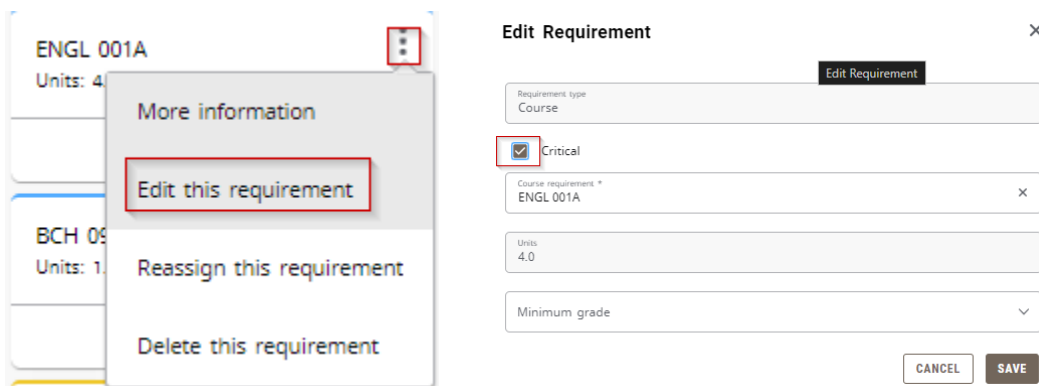 ENGL 001A
Units: 4.
More information
Edit this requirement
BCH 09
Units: 1.
Reassign this requirement
Delete this requirement
Edit Requirement
Edit Requirement
Requirement type
Course
Critical
Course requirement *
ENGL 001A
Units
4.0
Minimum grade
CANCEL
SAVE